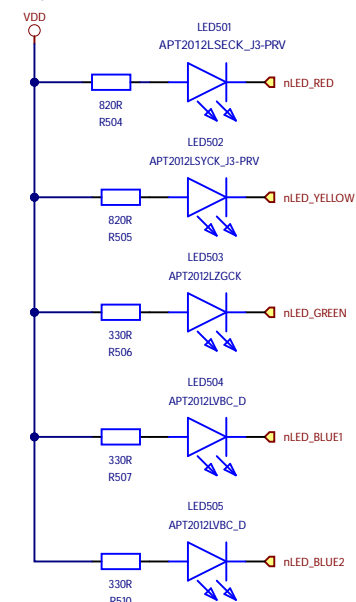 VDD
LED501
APT2012LSECK_J3-PRV
nLED_RED
820R
R504
LED502
APT2012LSYCK_J3-PRV
nLED_YELLOW
820R
R505
LED503
APT2012LZGCK
nLED_GREEN
330R
R506
LED504
APT2012LVBC_D
nLED_BLUE1
330R
R507
LED505
APT2012LVBC_D
nLED_BLUE2
330R
R510